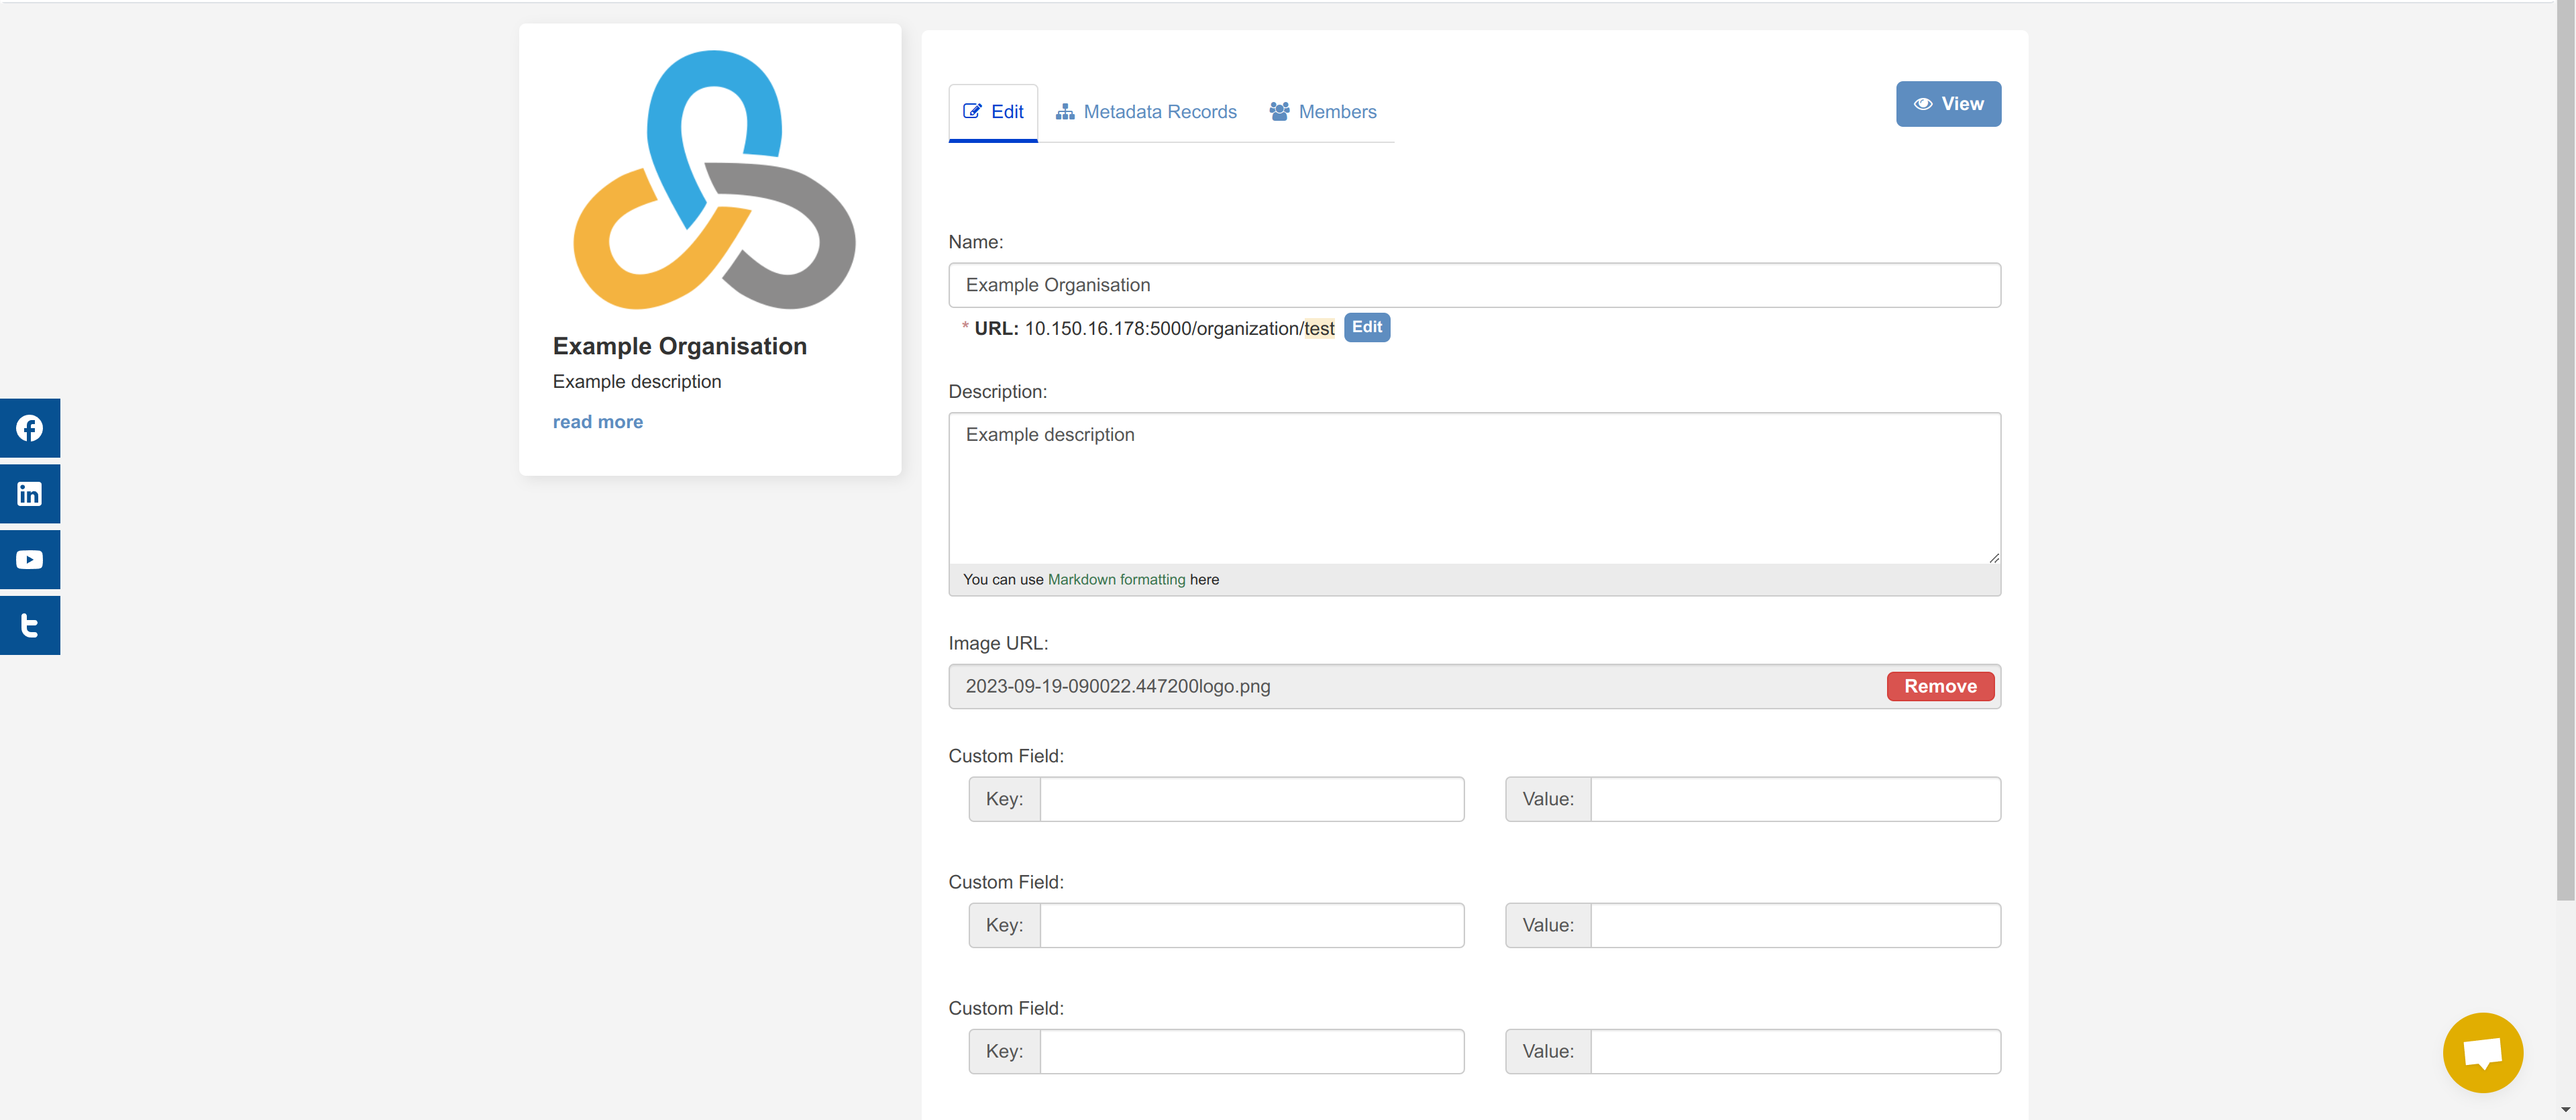 Example Organisation
Example description
read more
Edit
Metadata Records
Members
View
Name:
Example Organisation
* URL: 10.150.16.178:5000/organization/test Edit
Description:
Example description
You can use Markdown formatting here
Image URL:
2023-09-19-090022.447200logo.png
Remove
Custom Field:
Key:
Value:
Custom Field:
Key:
Value:
Custom Field:
Key:
Value: